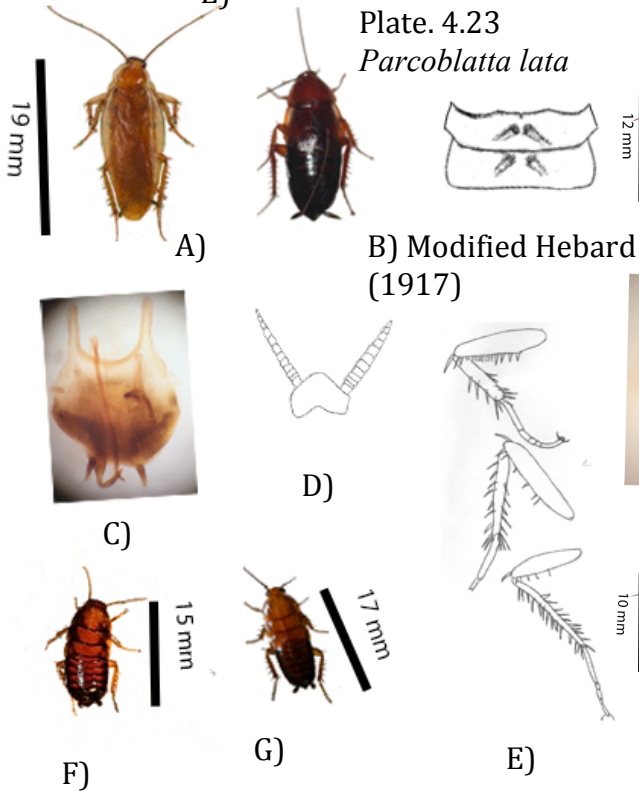 Plate. 4.23
Parcoblatta lata
19 mm
12 mm
A)
B) Modified Hebard
(1917)
C)
D)
15 mm
17 mm
10 mm
F)
G)
E)